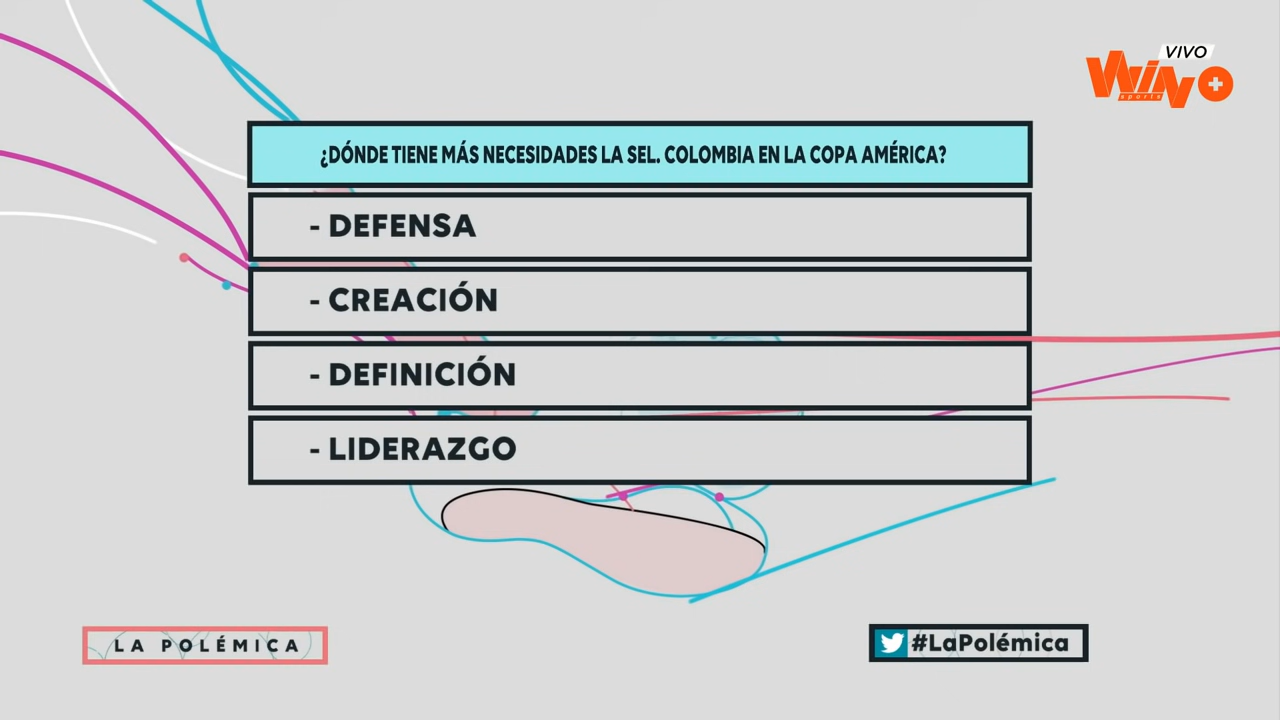 VIVO
WIN+
sports
¿DÓNDE TIENE MÁS NECESIDADES LA SEL. COLOMBIA EN LA COPA AMÉRICA?
- DEFENSA
- CREACIÓN
- DEFINICIÓN
- LIDERAZGO
LA POLÉMICA
#LaPolémica